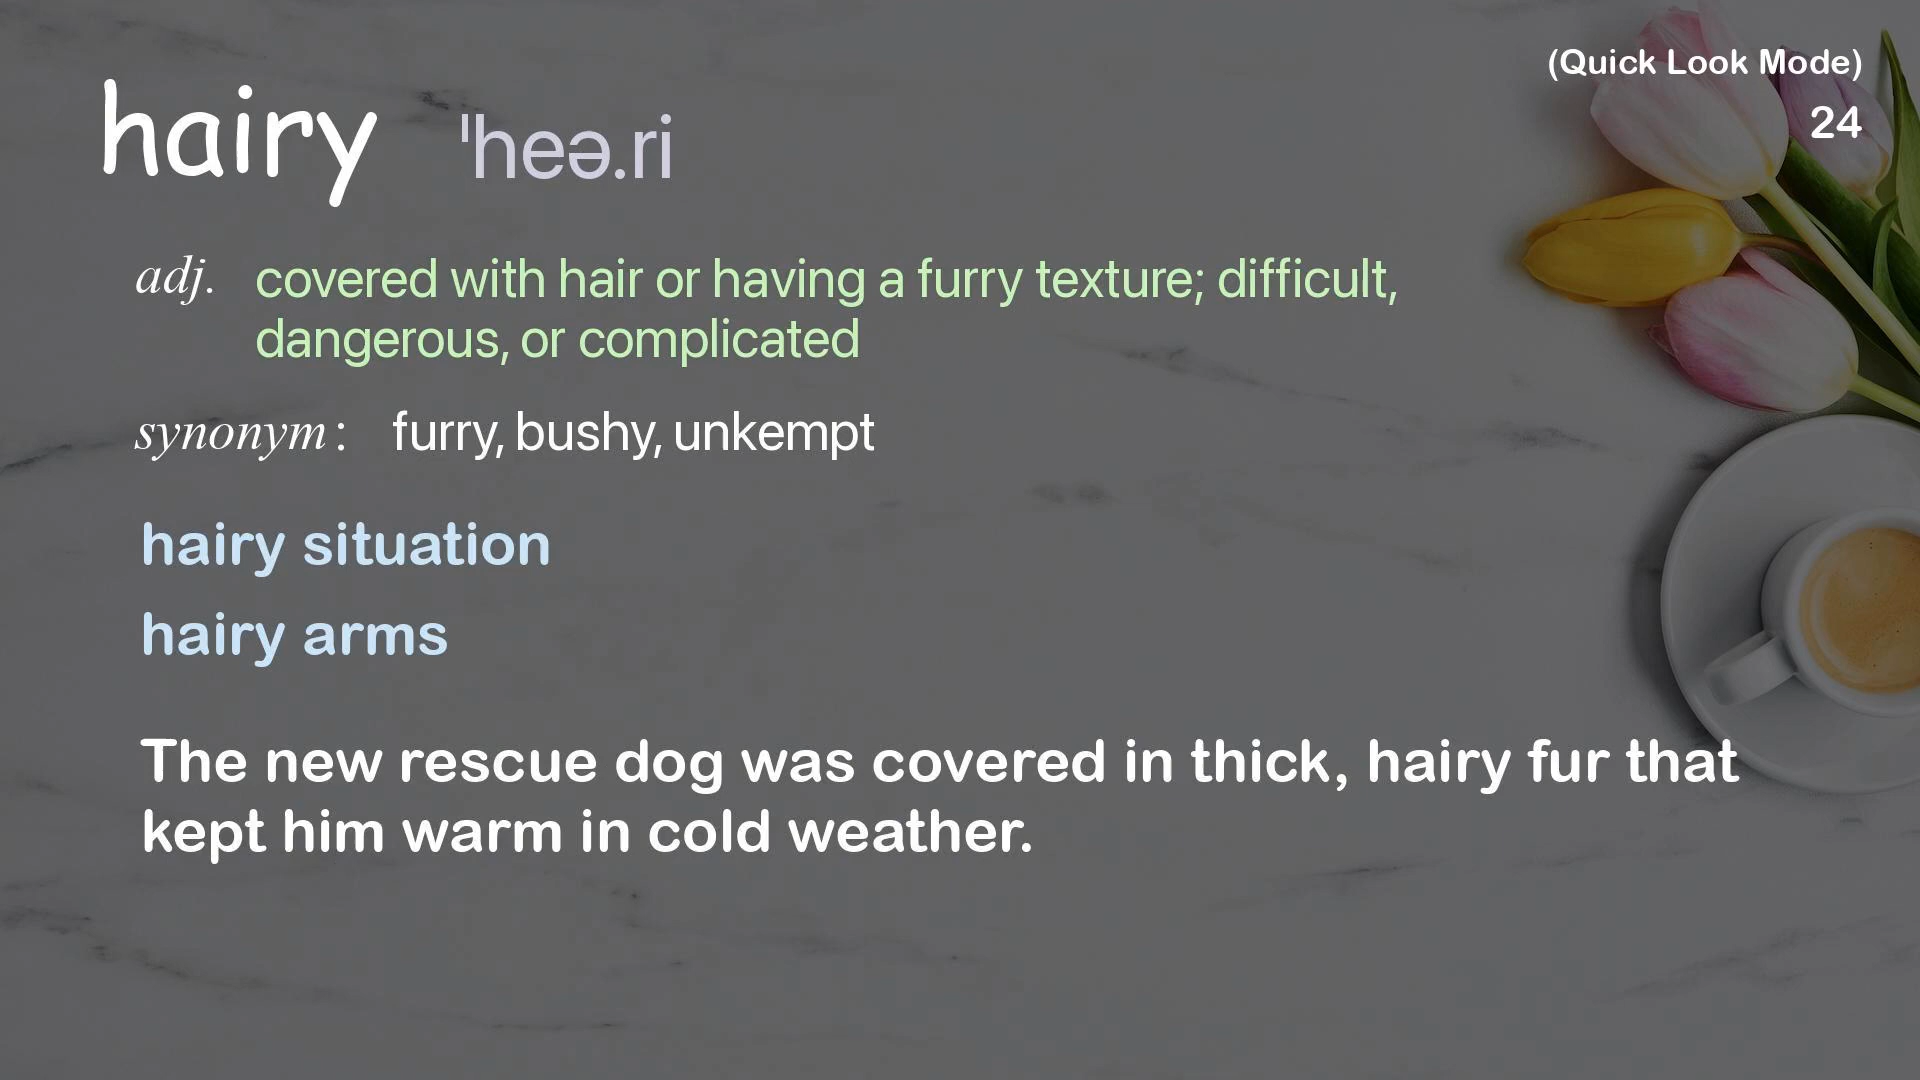 (Quick Look Mode)
24
hairy ˈheə.ri
adj. covered with hair or having a furry texture; difficult,
dangerous, or complicated
synonym: furry, bushy, unkempt
hairy situation
hairy arms
The new rescue dog was covered in thick, hairy fur that
kept him warm in cold weather.